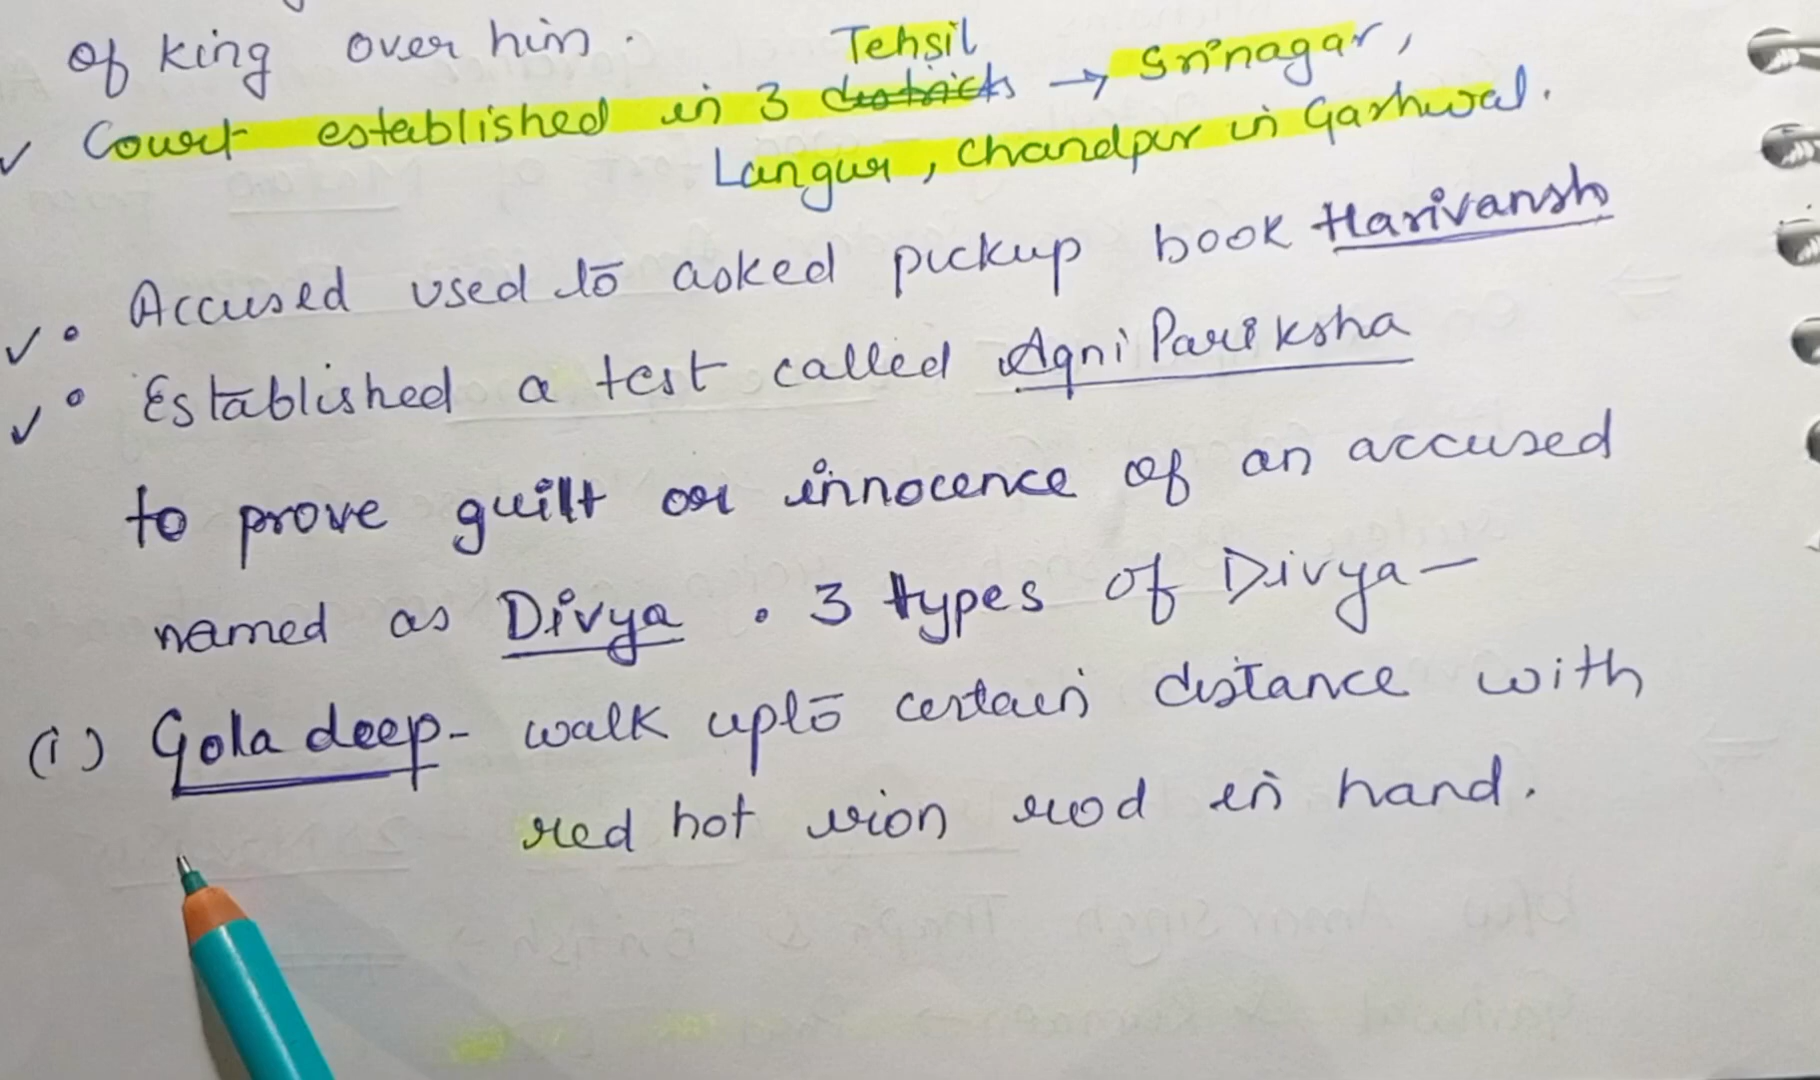 of king over him.
Tehsil
Court established in 3 districts → Srinagar,
Langur, Chandpur in Garhwal.
• Accused used to asked pickup book Harivansh
• Established a test called Agni Pariksha
to prove guilt or innocence of an accused
named as Divya. 3 types of Divya-
(i) Gola deep- walk upto certain distance with
red hot iron rod in hand.